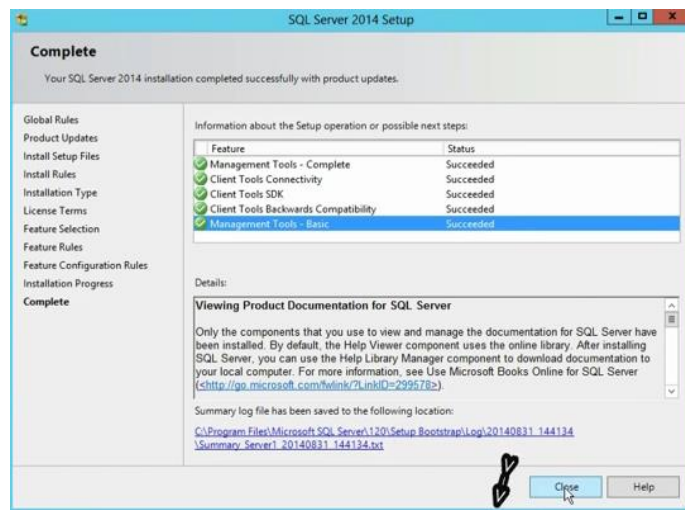 SQL Server 2014 Setup
Complete
Your SQL Server 2014 installation completed successfully with product updates.
Global Rules
Product Updates
Install Setup Files
Install Rules
Installation Type
License Terms
Feature Selection
Feature Rules
Feature Configuration Rules
Installation Progress
Complete
Information about the Setup operation or possible next steps:
Feature Status
Management Tools - Complete Succeeded
Client Tools Connectivity Succeeded
Client Tools SDK Succeeded
Client Tools Backwards Compatibility Succeeded
Management Tools - Basic Succeeded
Details:
Viewing Product Documentation for SQL Server
Only the components that you use to view and manage the documentation for SQL Server have
been installed. By default, the Help Viewer component uses the online library. After installing
SQL Server, you can use the Help Library Manager component to download documentation to
your local computer. For more information, see Use Microsoft Books Online for SQL Server
(<http://go.microsoft.com/fwlink/?LinkID=299578>).
Summary log file has been saved to the following location:
C:\Program Files\Microsoft SQL Server\120\Setup Bootstrap\Log\20140831_144134
\Summary_Server1_20140831_144134.txt
Close Help